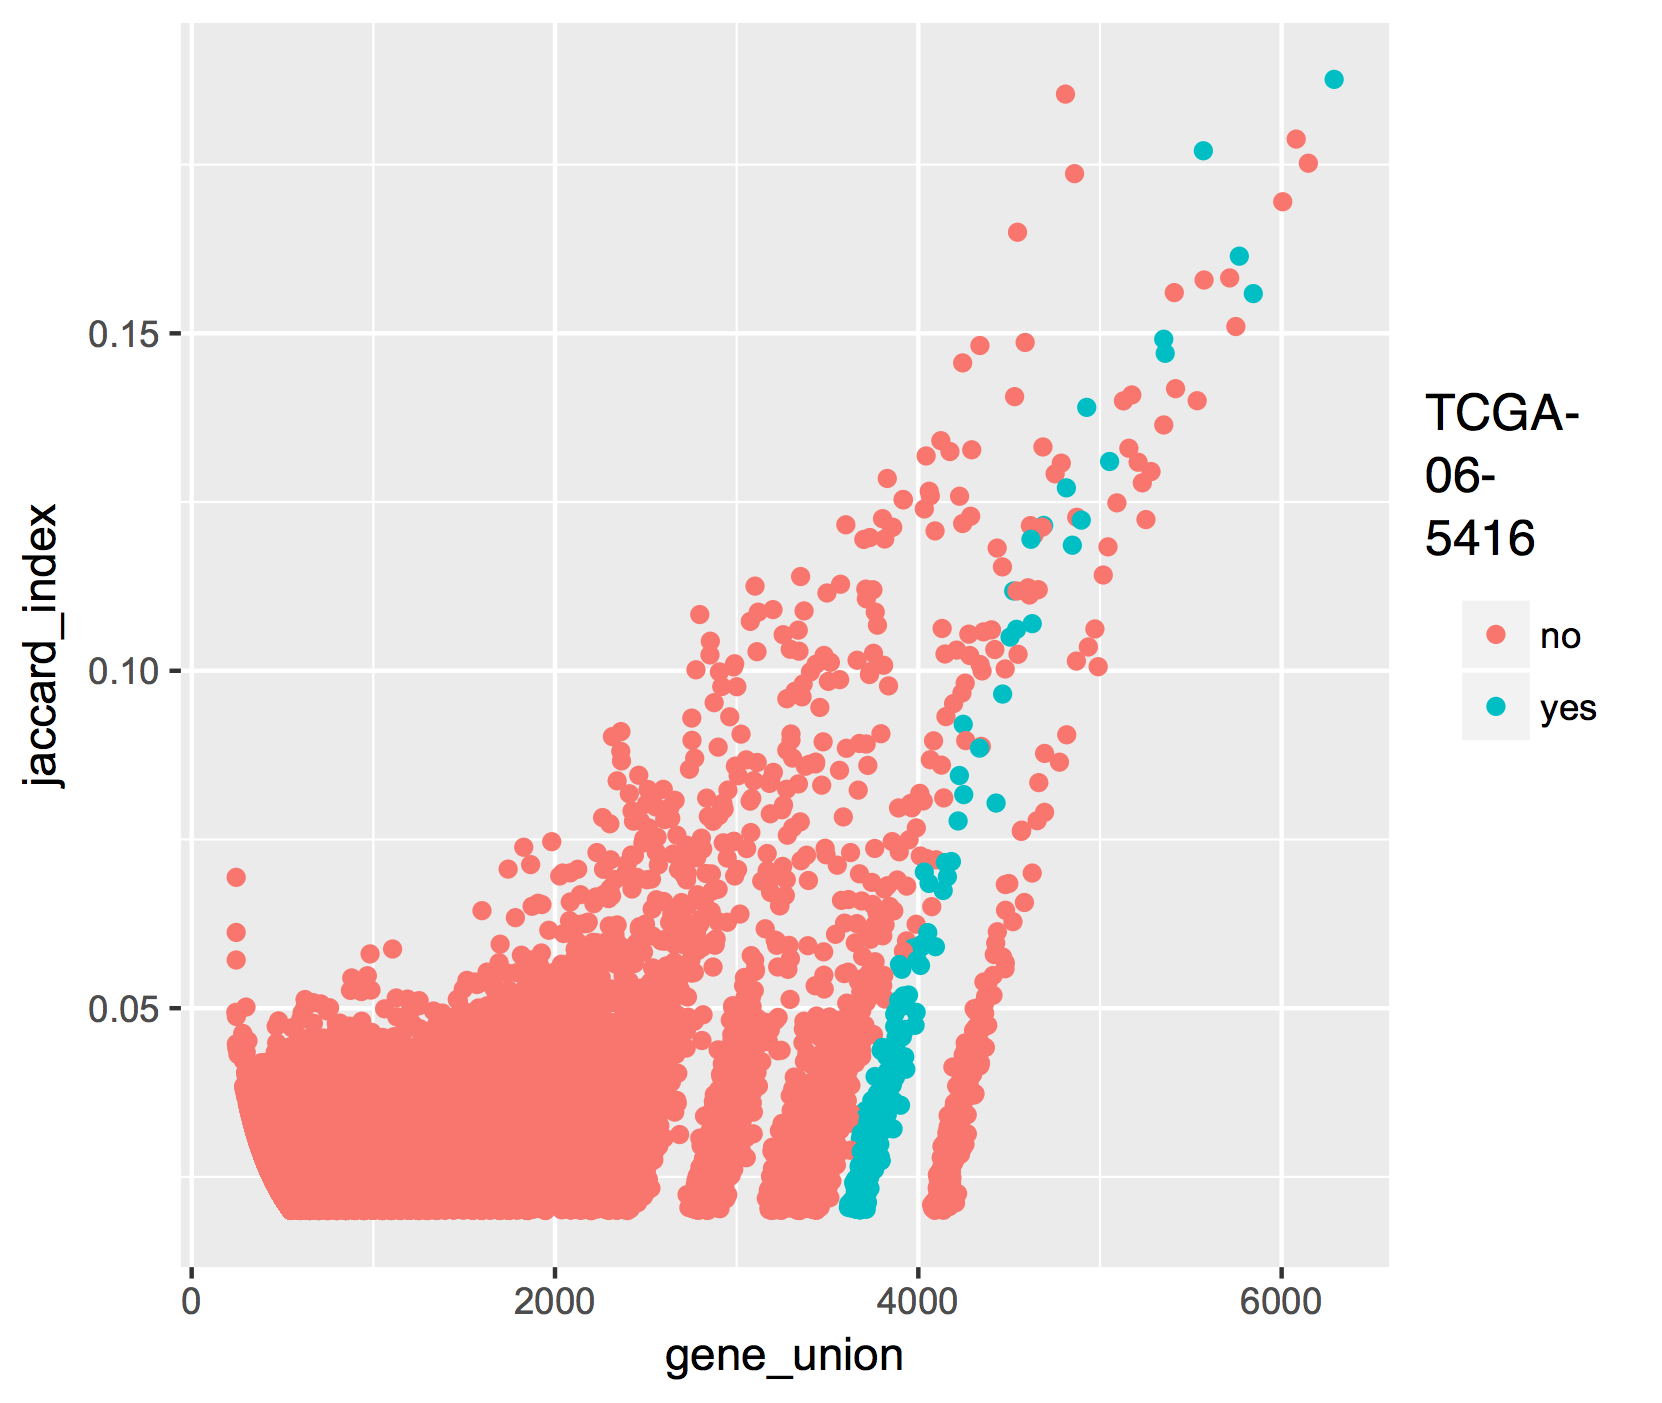 jaccard_index
0.15
0.10
0.05
0
2000
4000
6000
gene_union
TCGA-
06-
5416
no
yes